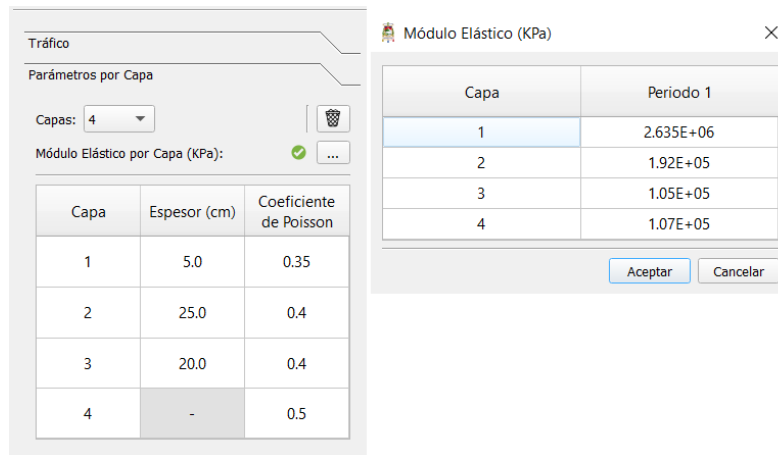 Tráfico
Parámetros por Capa
Capas: 4
Módulo Elástico por Capa (KPa): ...
Capa Espesor (cm) Coeficiente de Poisson
1 5.0 0.35
2 25.0 0.4
3 20.0 0.4
4 - 0.5
Módulo Elástico (KPa)
Capa Periodo 1
1 2.635E+06
2 1.92E+05
3 1.05E+05
4 1.07E+05
Aceptar Cancelar